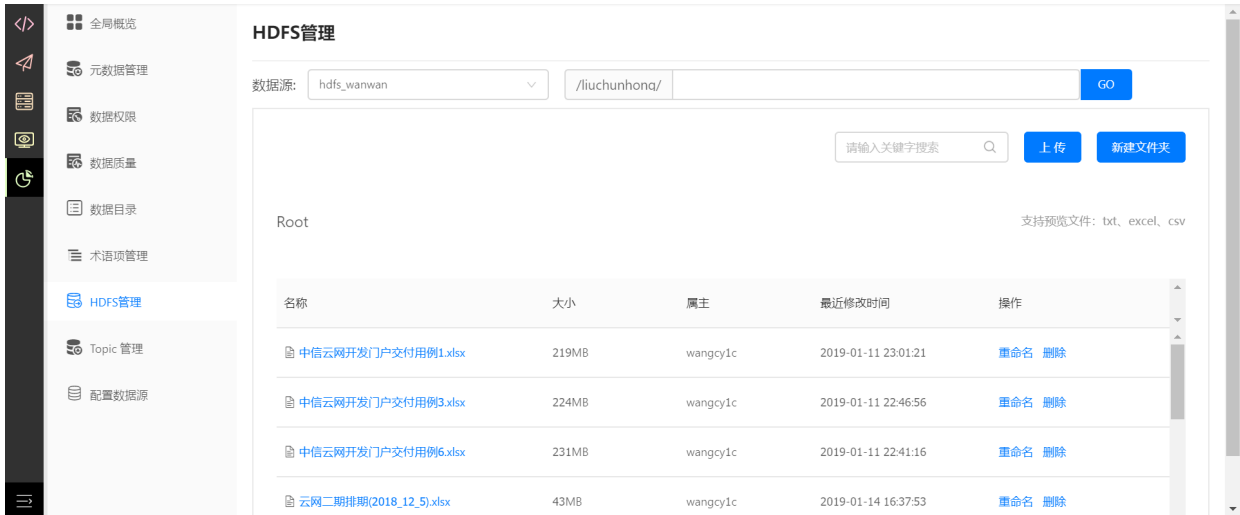 全局概览
元数据管理
数据权限
数据质量
数据目录
术语项管理
HDFS管理
Topic 管理
配置数据源
HDFS管理
数据源: hdfs_wanwan /liuchunhong/ GO
请输入关键字搜索 上 传 新建文件夹
Root 支持预览文件：txt、excel、csv
名称 大小 属主 最近修改时间 操作
中信云网开发门户交付用例1.xlsx 219MB wangcy1c 2019-01-11 23:01:21 重命名 删除
中信云网开发门户交付用例3.xlsx 224MB wangcy1c 2019-01-11 22:46:56 重命名 删除
中信云网开发门户交付用例6.xlsx 231MB wangcy1c 2019-01-11 22:41:16 重命名 删除
云网二期排期(2018_12_5).xlsx 43MB wangcy1c 2019-01-14 16:37:53 重命名 删除